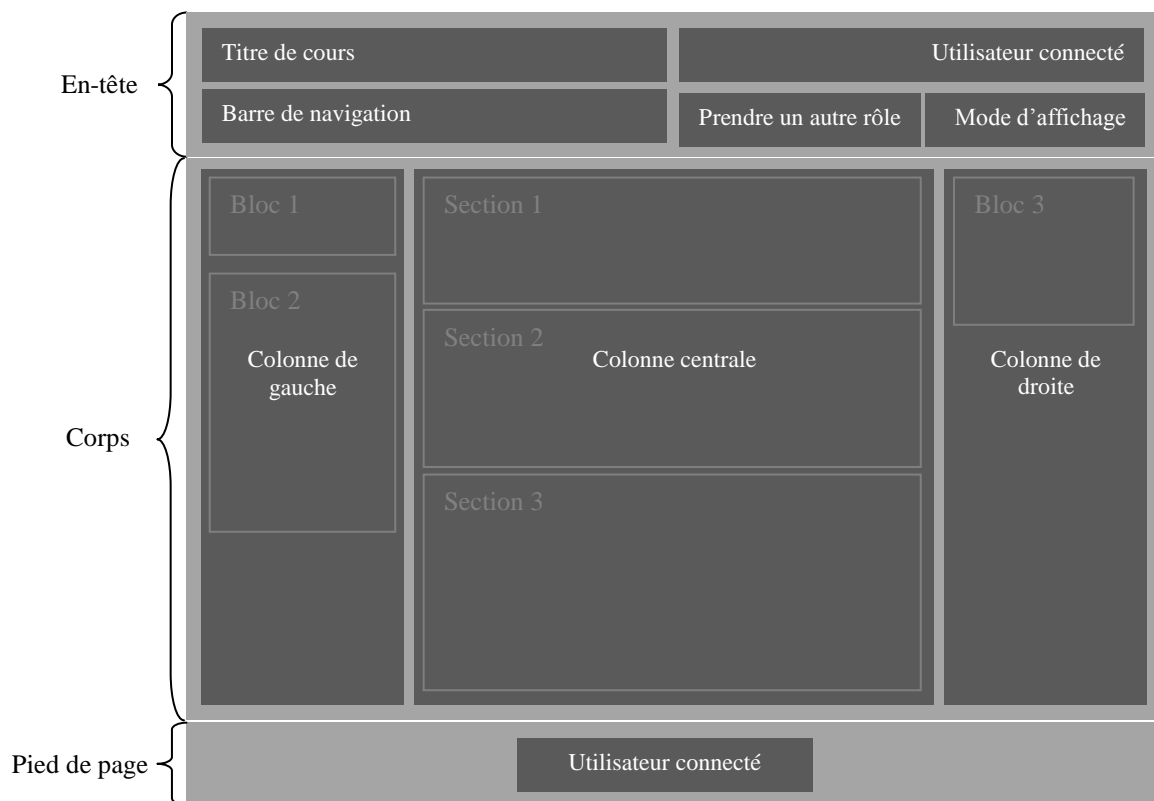 En-tête
Titre de cours
Utilisateur connecté
Barre de navigation
Prendre un autre rôle
Mode d’affichage
Corps
Bloc 1
Bloc 2
Colonne de
gauche
Section 1
Section 2
Colonne centrale
Section 3
Bloc 3
Colonne de
droite
Pied de page
Utilisateur connecté